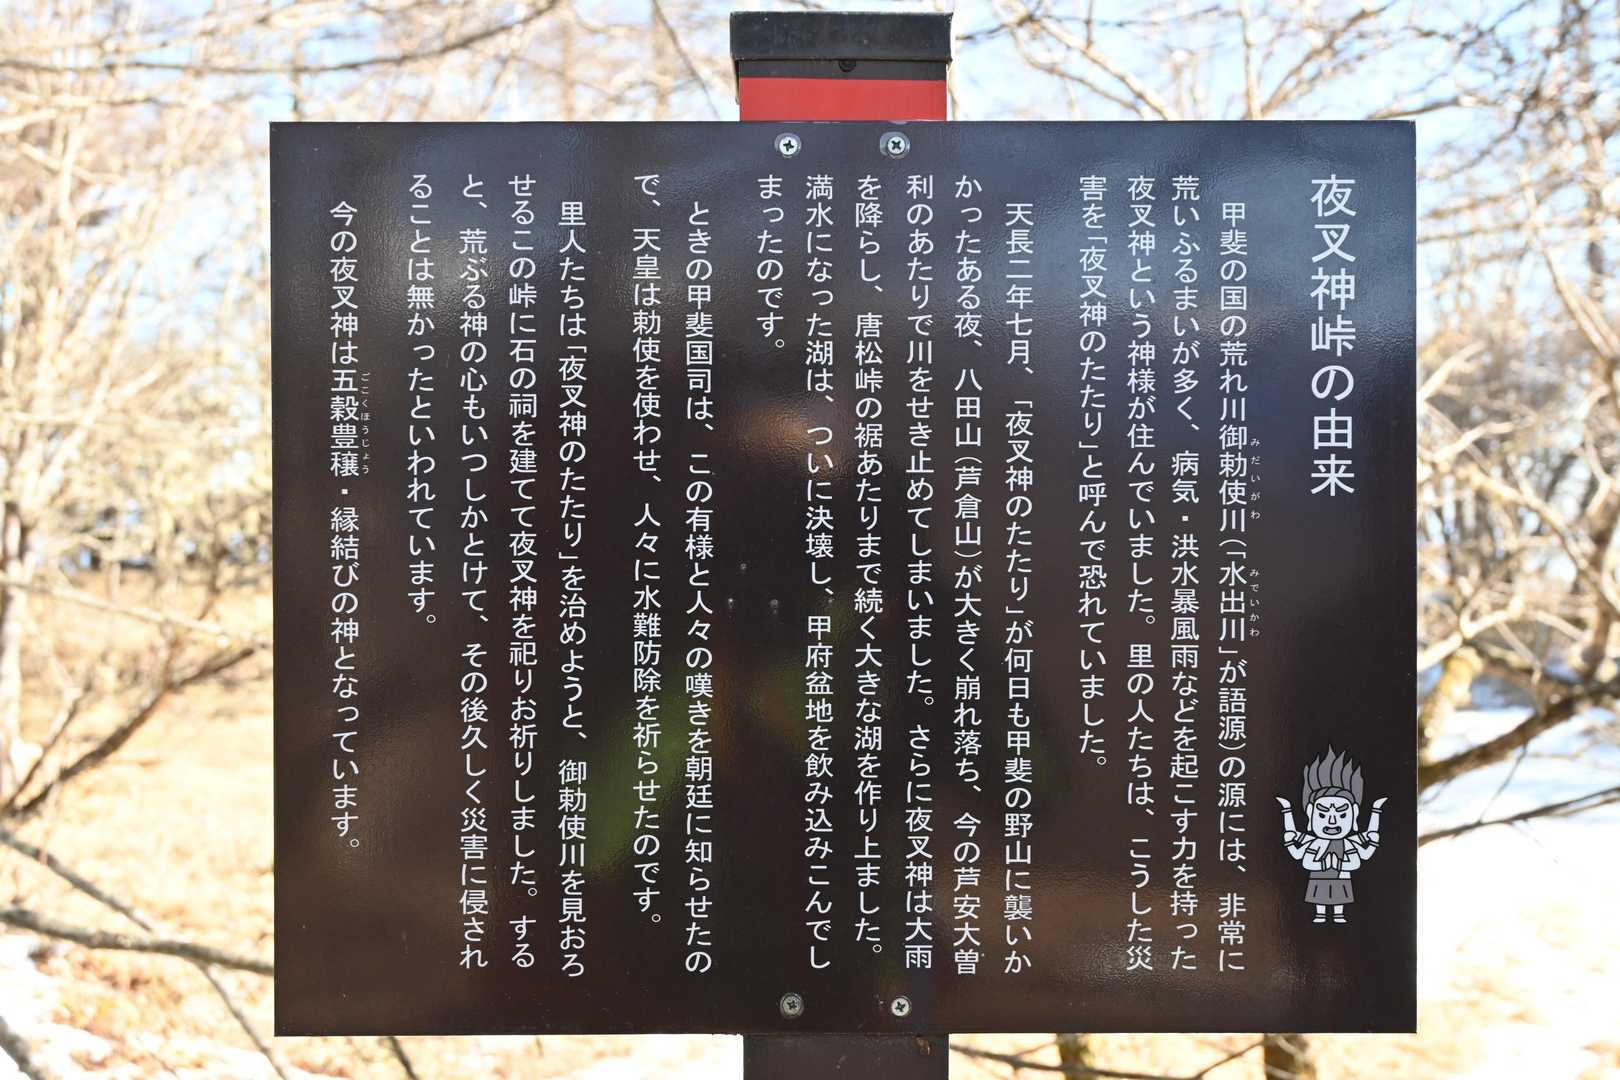 夜叉神峠の由来
甲斐の国の荒れ川御勅使川(「水出川」が語源)の源には、非常に
みだいがわ
みでいかわ
荒いふるまいが多く、病気・洪水暴風雨などを起こす力を持った
夜叉神という神様が住んでいました。里の人たちは、こうした災
害を「夜叉神のたたり」と呼んで恐れていました。
天長二年七月、「夜叉神のたたり」が何日も甲斐の野山に襲いか
かったある夜、八田山(芦倉山)が大きく崩れ落ち、今の芦安大曽
利のあたりで川をせき止めてしまいました。さらに夜叉神は大雨
を降らし、唐松峠の裾あたりまで続く大きな湖を作り上ました。
満水になった湖は、ついに決壊し、甲府盆地を飲み込みこんでし
まったのです。
ときの甲斐国司は、この有様と人々の嘆きを朝廷に知らせたの
で、天皇は勅使を使わせ、人々に水難防除を祈らせたのです。
里人たちは「夜叉神のたたり」を治めようと、御勅使川を見おろ
せるこの峠に石の祠を建てて夜叉神を祀りお祈りしました。する
と、荒ぶる神の心もいつしかとけて、その後久しく災害に侵され
ることは無かったといわれています。
今の夜叉神は五穀豊穣・縁結びの神となっています。
ごこくほうじょう